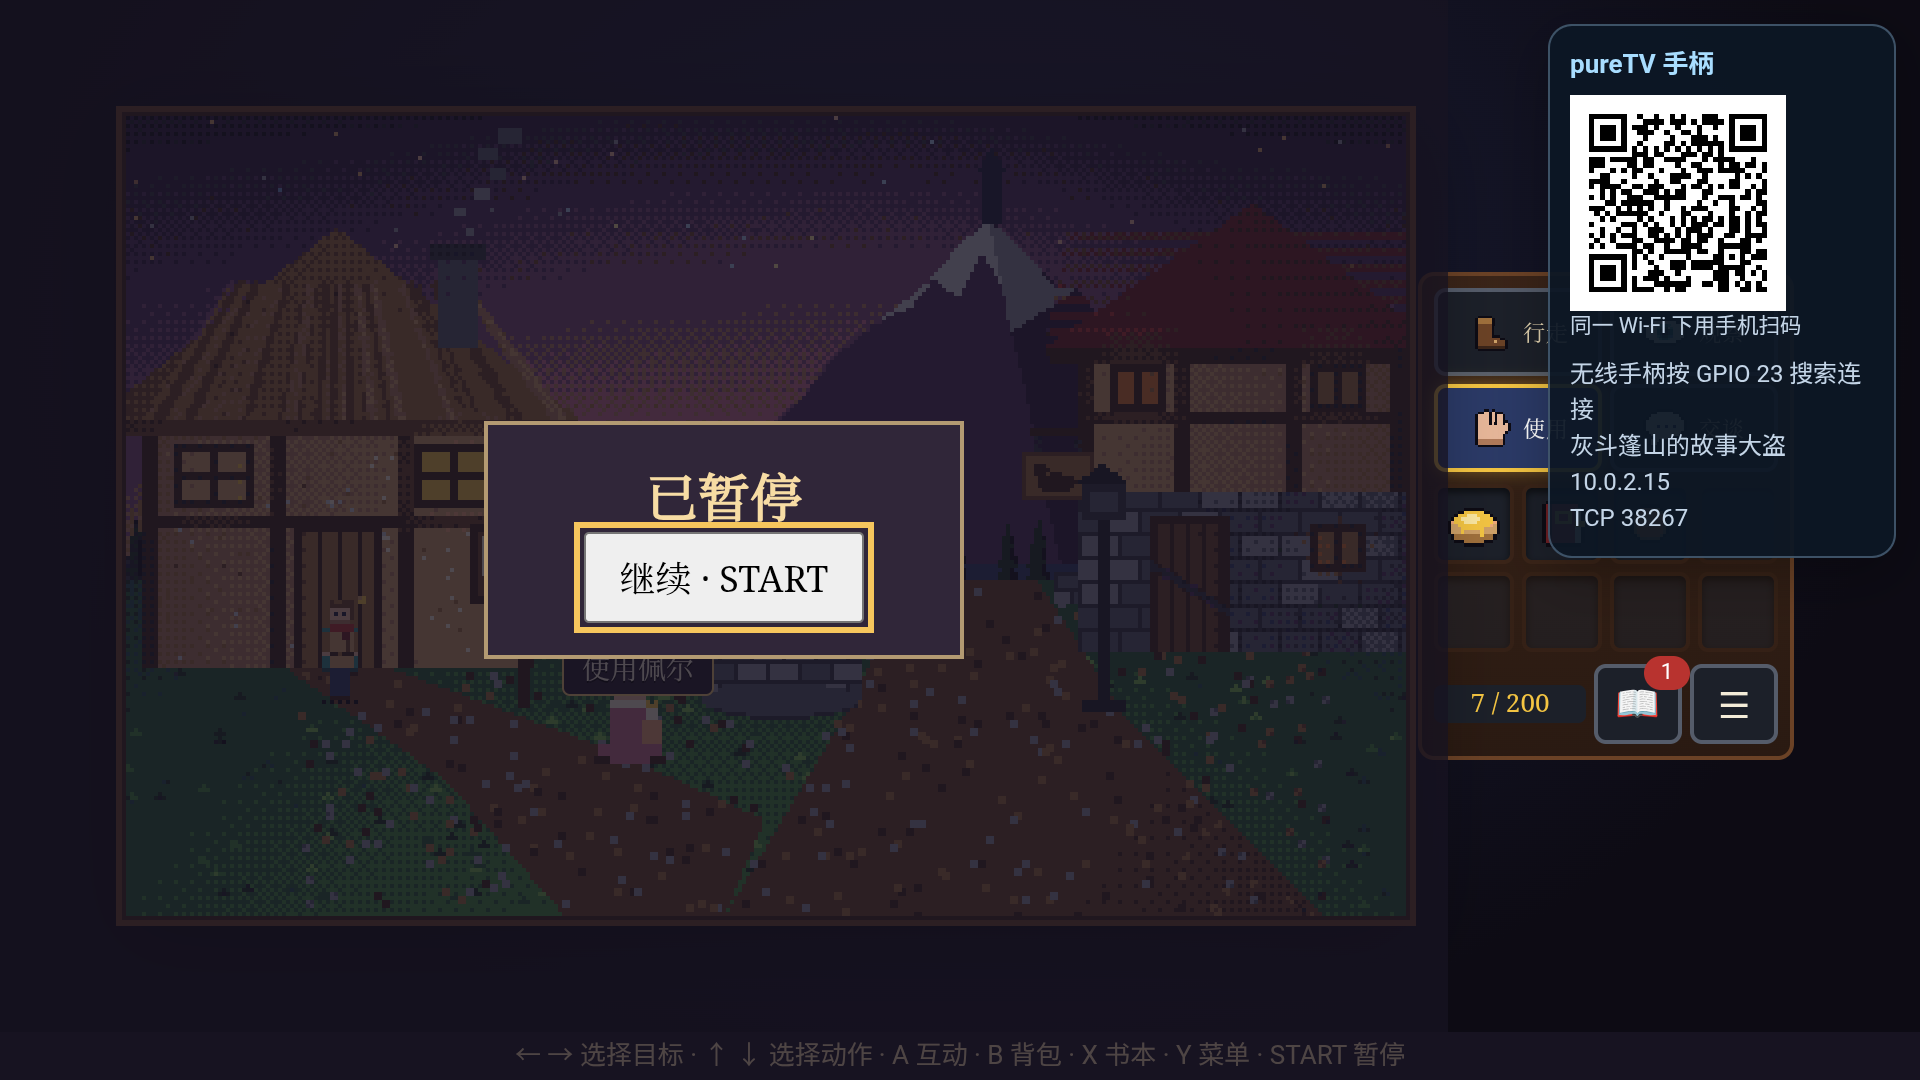 pureTV 手柄
同一 Wi-Fi 下用手机扫码
无线手柄按 GPIO 23 搜索连
接
灰斗篷山的故事大盗
10.0.2.15
TCP 38267
行
使
已暂停
继续 · START
使用佩尔
1
7 / 200
←→ 选择目标 · ↑ ↓ 选择动作 · A 互动 · B 背包 · X 书本 · Y 菜单 · START 暂停